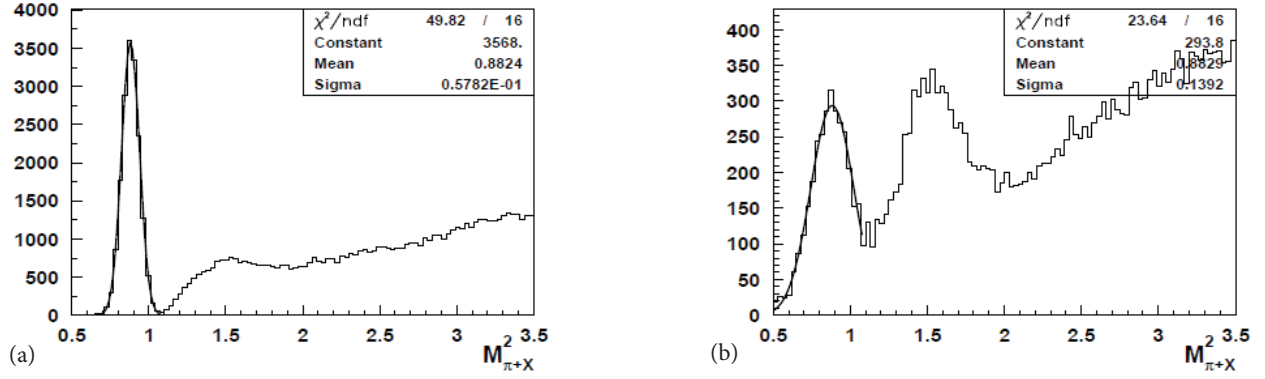 χ²/ndf 49.82 / 16
Constant 3568.
Mean 0.8824
Sigma 0.5782E-01
4000
3500
3000
2500
2000
1500
1000
500
0
0.5 1 1.5 2 2.5 3 3.5
M²π+X
(a)
χ²/ndf 23.64 / 16
Constant 293.8
Mean 0.8829
Sigma 0.1392
400
350
300
250
200
150
100
50
0
0.5 1 1.5 2 2.5 3 3.5
M²π+X
(b)